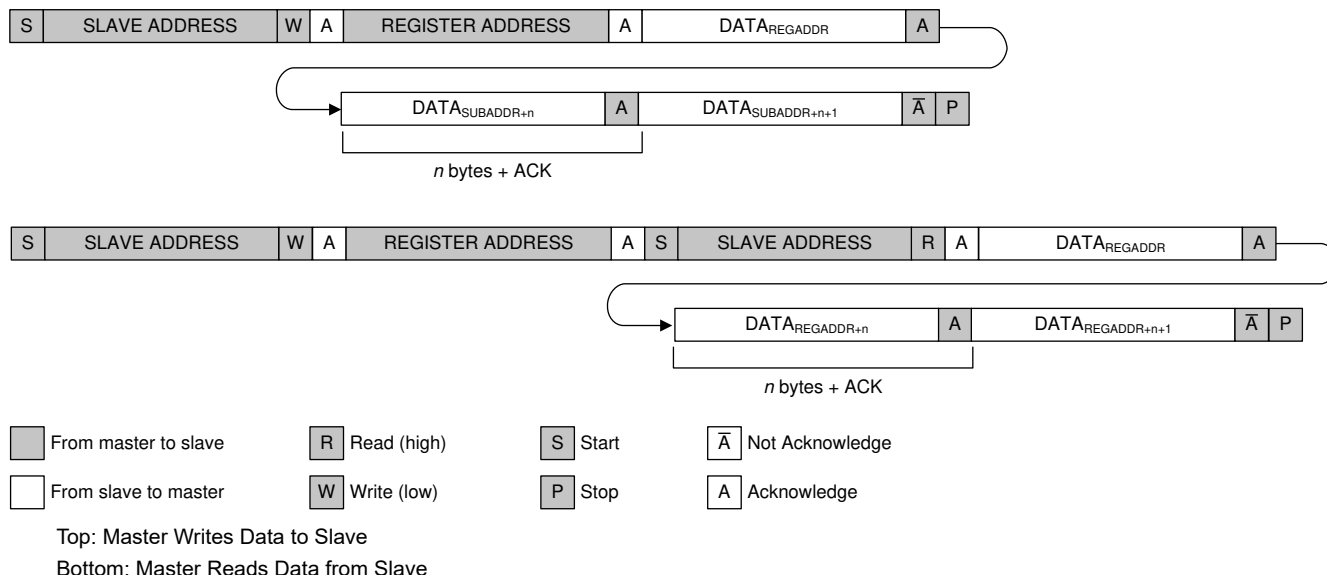 S SLAVE ADDRESS W A REGISTER ADDRESS A DATAREGADDR A
DATASUBADDR+n A DATASUBADDR+n+1 A̅ P
n bytes + ACK
S SLAVE ADDRESS W A REGISTER ADDRESS A S SLAVE ADDRESS R A DATAREGADDR A
DATAREGADDR+n A DATAREGADDR+n+1 A̅ P
n bytes + ACK
From master to slave R Read (high) S Start A̅ Not Acknowledge
From slave to master W Write (low) P Stop A Acknowledge
Top: Master Writes Data to Slave
Bottom: Master Reads Data from Slave